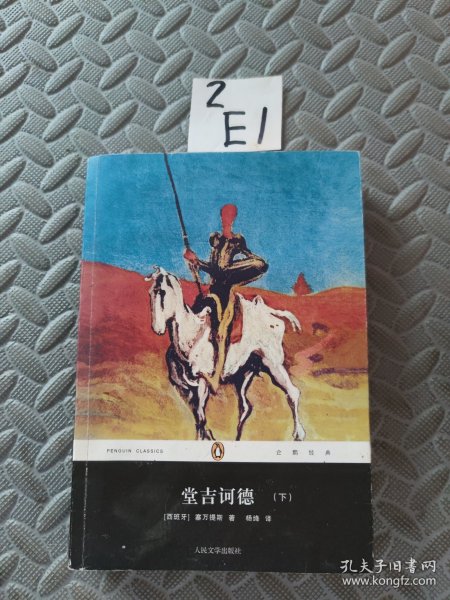 2
E1
PENGUIN CLASSICS
企鹅经典
堂吉诃德(下)
[西班牙] 塞万提斯 著 杨绛 译
人民文学出版社
孔夫子旧书网
www.kongfz.com